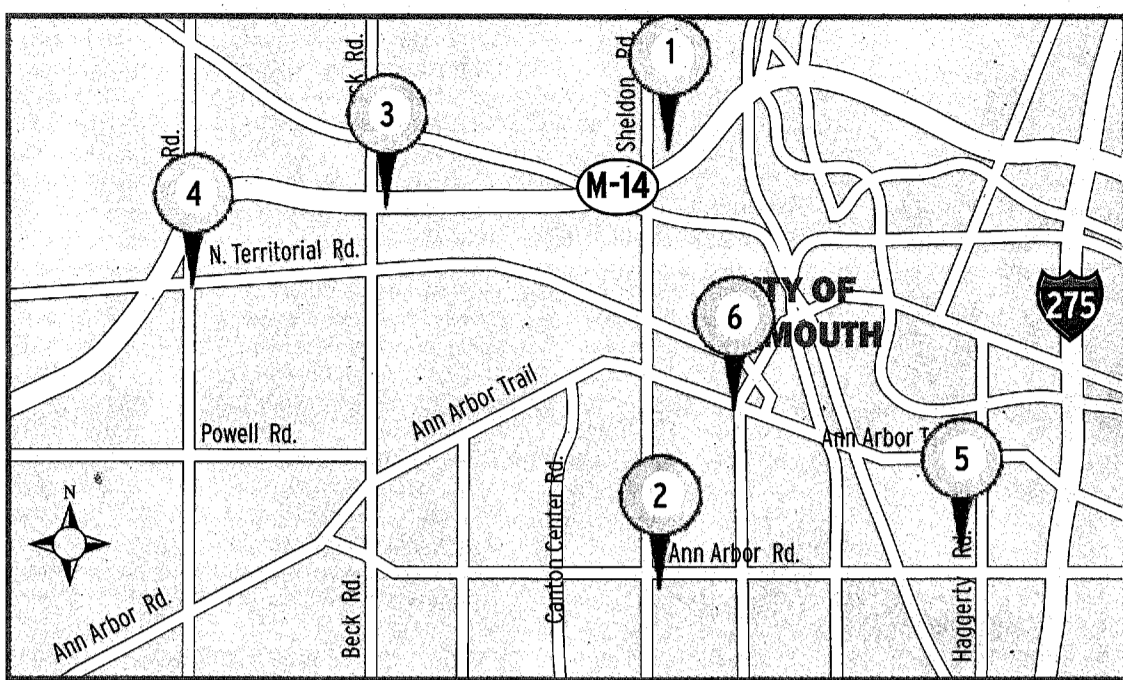 1
Sheldon Rd.
ck Rd.
3
Rd.
4
M-14
N. Territorial Rd.
275
6
TY OF
MOUTH
Ann Arbor Trail
Powell Rd.
Ann Arbor T
5
2
Canton Center Rd.
N
Ann Arbor Rd.
Haggerty Rd.
Ann Arbor Rd.
Beck Rd.